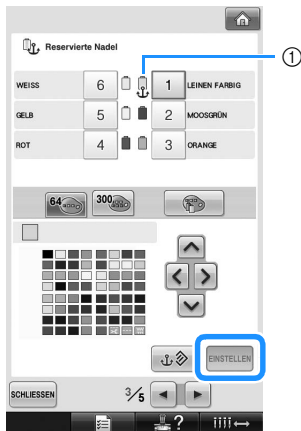 Reservierte Nadel
①
WEISS 6 1 LEINEN FARBIG
GELB 5 2 MOOSGRÜN
ROT 4 3 ORANGE
64 300
EINSTELLEN
SCHLIESSEN 3/5
?